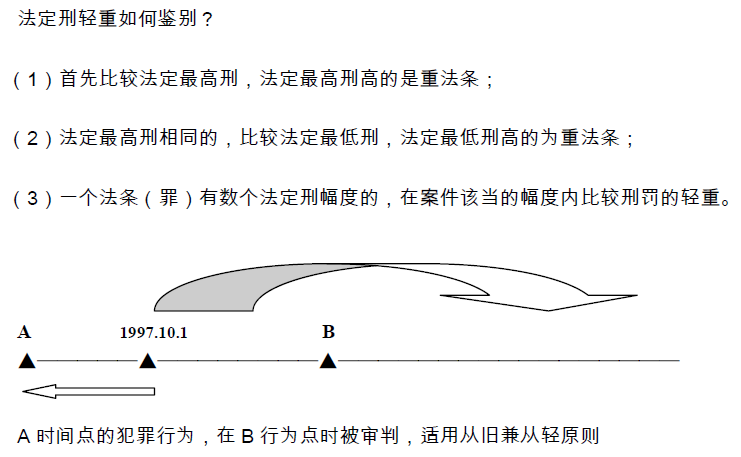 法定刑轻重如何鉴别？
（1）首先比较法定最高刑，法定最高刑高的是重法条；
（2）法定最高刑相同的，比较法定最低刑，法定最低刑高的为重法条；
（3）一个法条（罪）有数个法定刑幅度的，在案件该当的幅度内比较刑罚的轻重。
A 1997.10.1 B
A 时间点的犯罪行为，在 B 行为点时被审判，适用从旧兼从轻原则